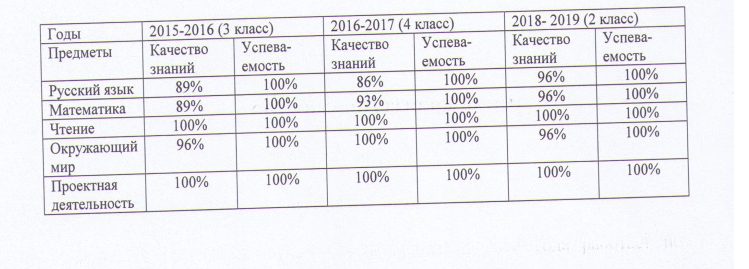 Годы 2015-2016 (3 класс) 2016-2017 (4 класс) 2018- 2019 (2 класс)
Предметы Качество знаний Успева-емость Качество знаний Успева-емость Качество знаний Успева-емость
Русский язык 89% 100% 86% 100% 96% 100%
Математика 89% 100% 93% 100% 96% 100%
Чтение 100% 100% 100% 100% 100% 100%
Окружающий мир 96% 100% 100% 100% 96% 100%
Проектная деятельность 100% 100% 100% 100% 100% 100%